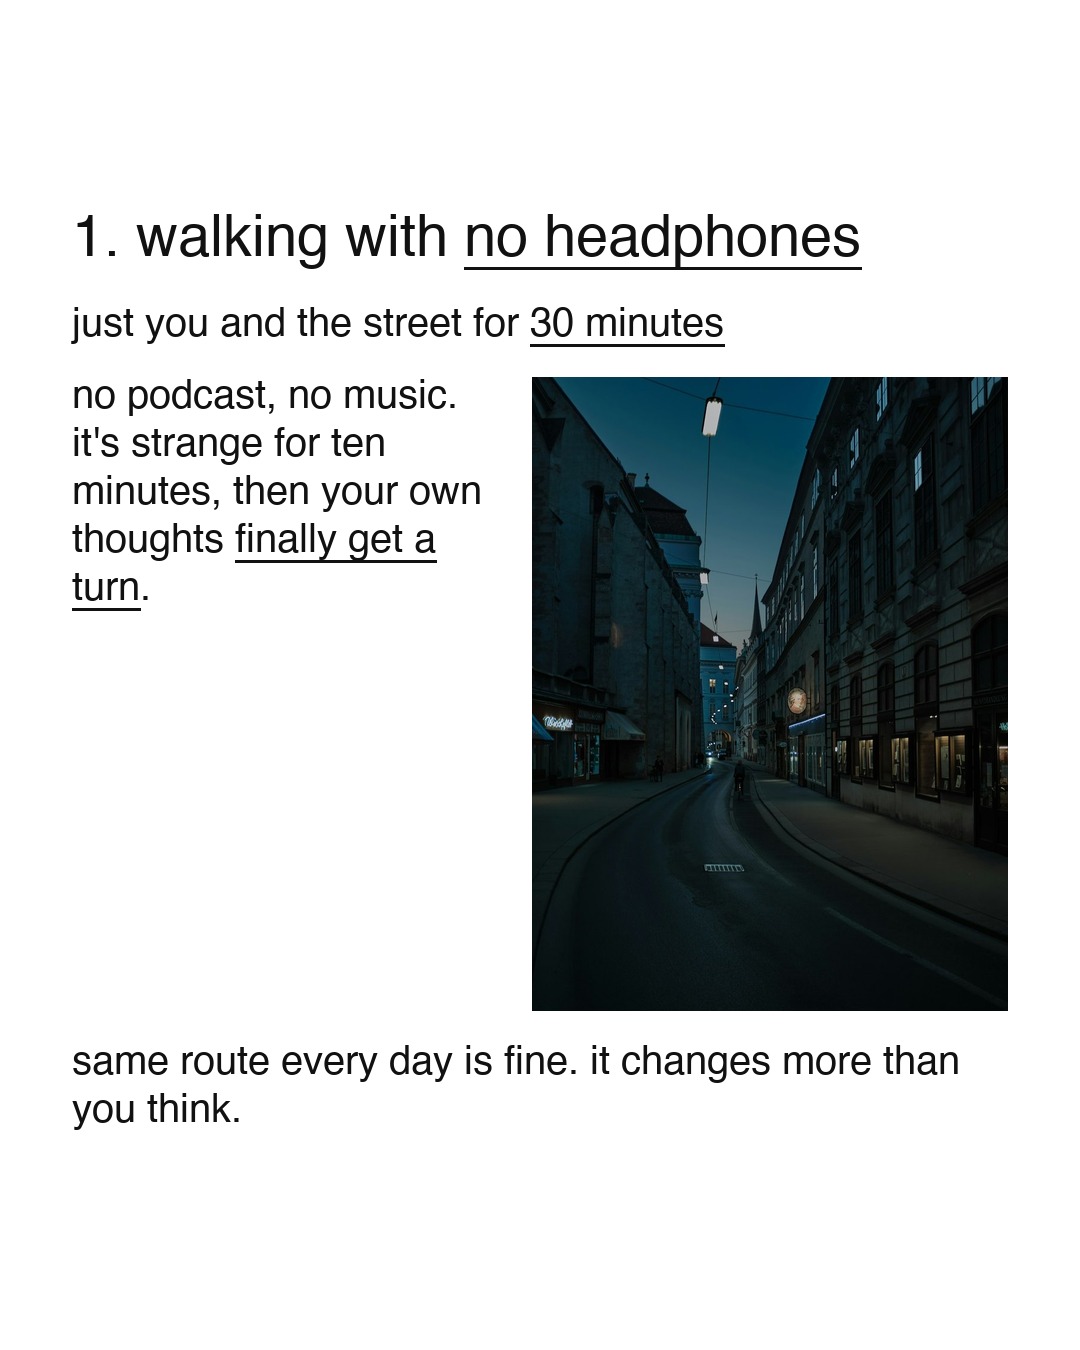 1. walking with no headphones
just you and the street for 30 minutes
no podcast, no music.
it's strange for ten
minutes, then your own
thoughts finally get a
turn.
same route every day is fine. it changes more than
you think.